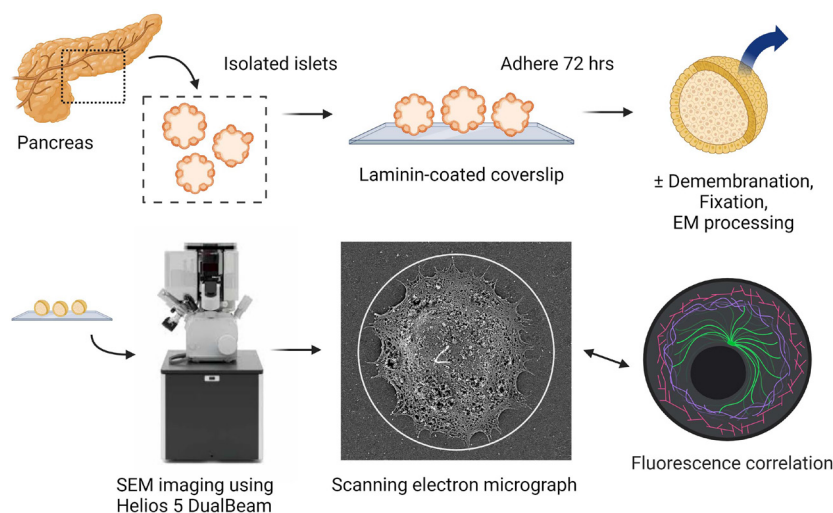 Pancreas
Isolated islets
Adhere 72 hrs
Laminin-coated coverslip
± Demembranation,
Fixation,
EM processing
SEM imaging using
Helios 5 DualBeam
Scanning electron micrograph
Fluorescence correlation